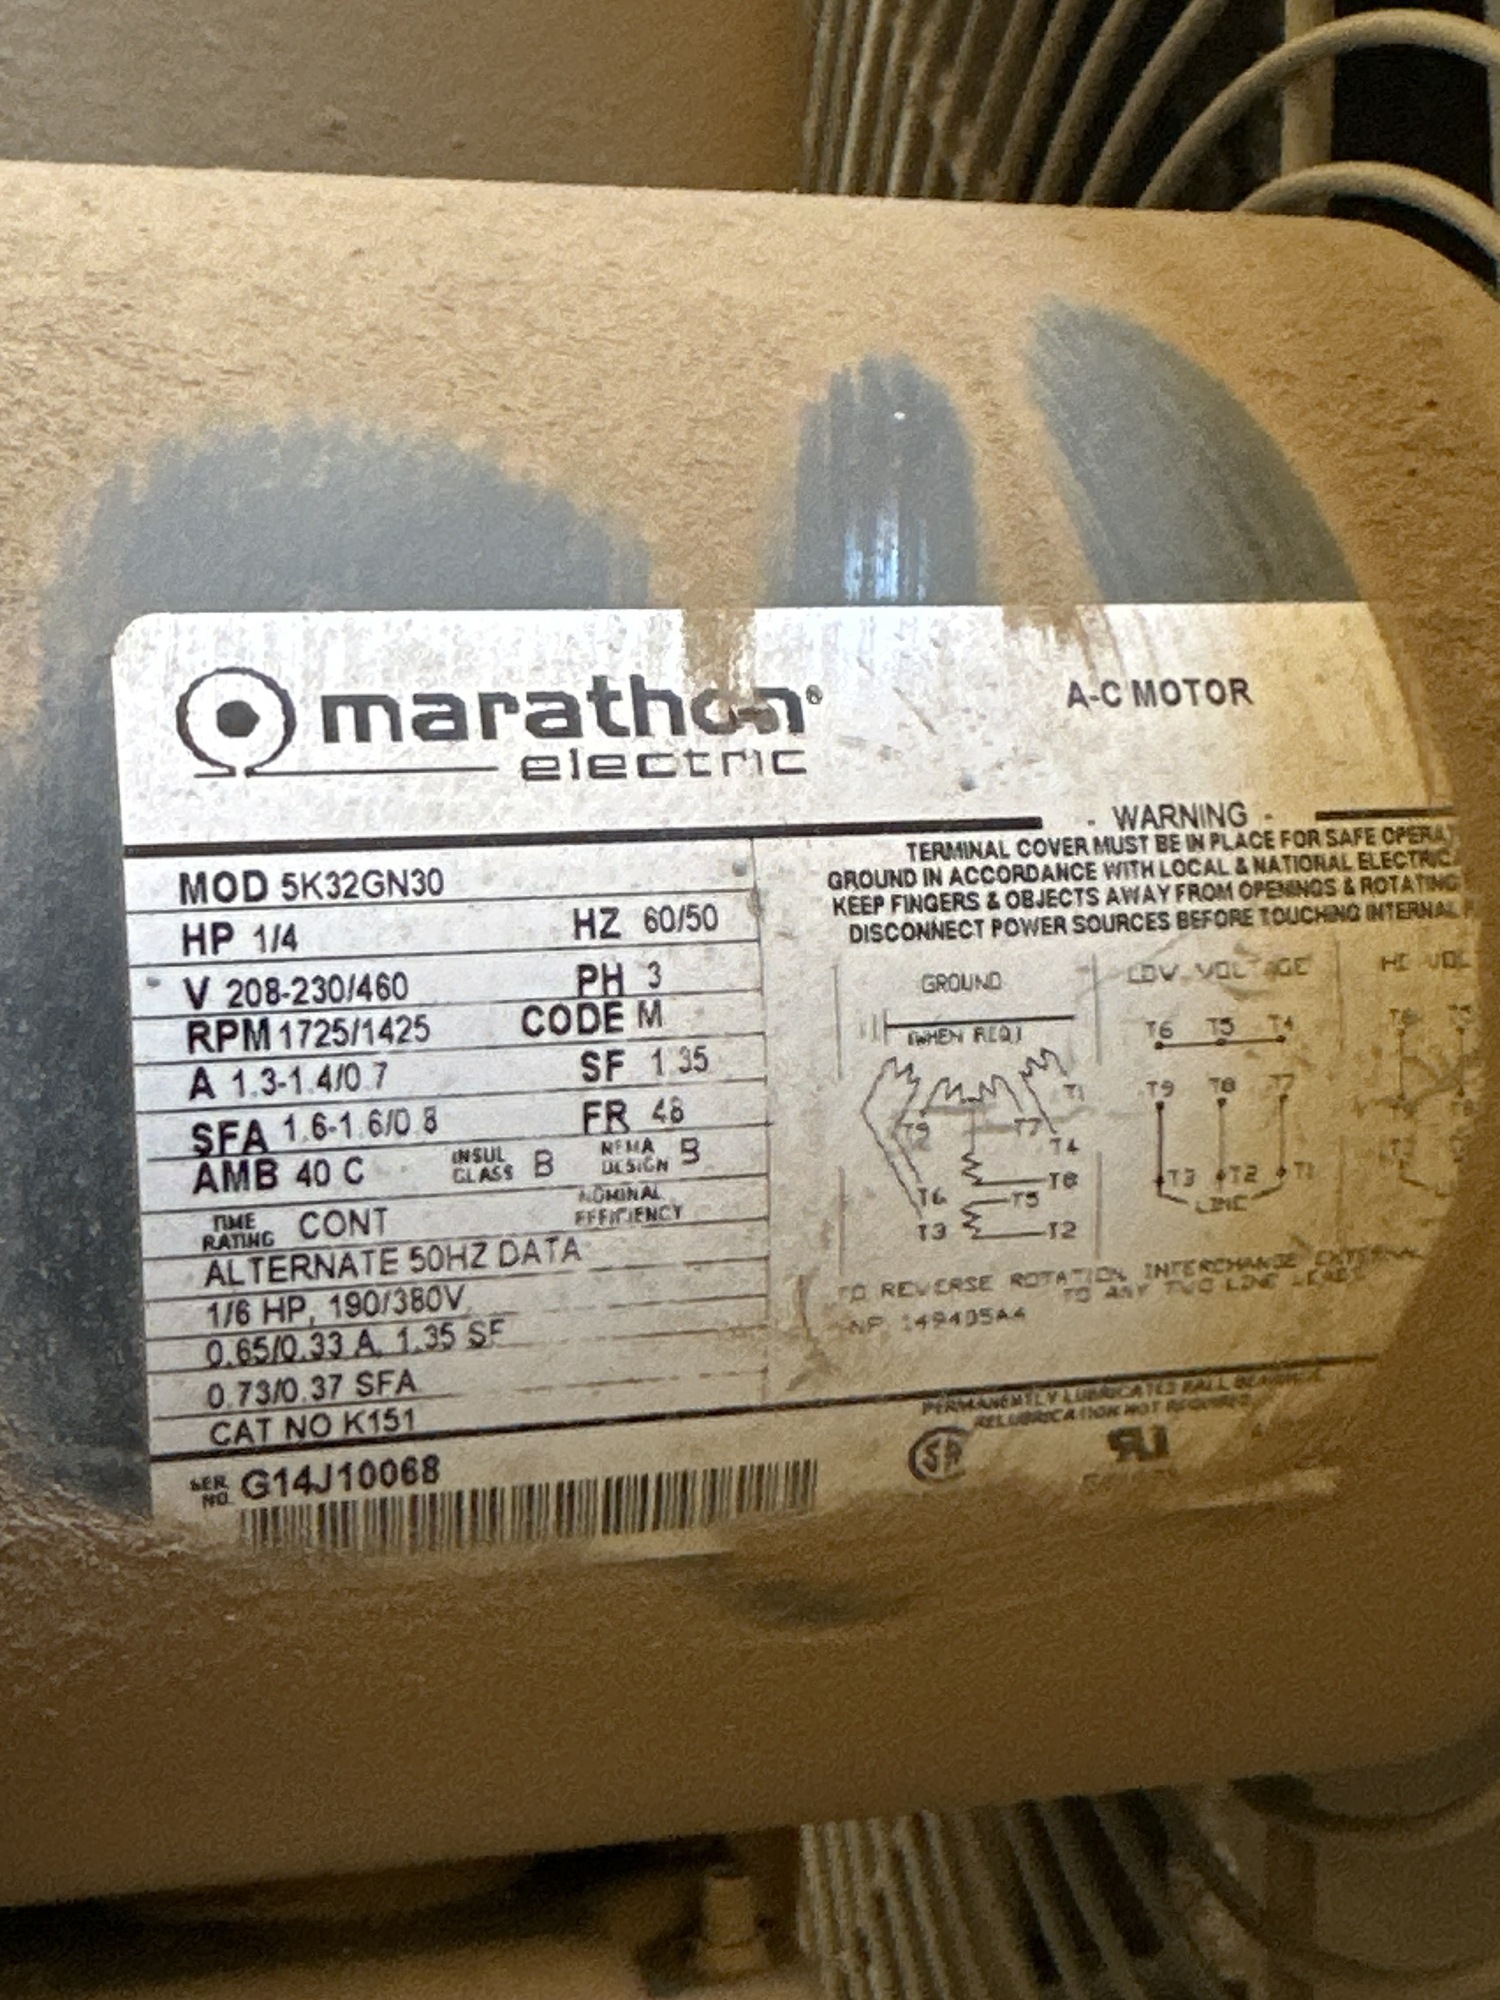 marathon®
electric
A-C MOTOR
MOD 5K32GN30
HP 1/4 HZ 60/50
V 208-230/460 PH 3
RPM 1725/1425 CODE M
A 1.3-1.4/0.7 SF 1.35
SFA 1.6-1.6/0.8 FR 48
AMB 40 C INSUL CLASS B NEMA DESIGN B
TIME RATING CONT NOMINAL EFFICIENCY
ALTERNATE 50HZ DATA
1/6 HP, 190/380V
0.65/0.33 A, 1.35 SF
0.73/0.37 SFA
CAT NO K151
SER. NO. G14J10068
- WARNING -
TERMINAL COVER MUST BE IN PLACE FOR SAFE OPERA
GROUND IN ACCORDANCE WITH LOCAL & NATIONAL ELECTRICA
KEEP FINGERS & OBJECTS AWAY FROM OPENINGS & ROTATING
DISCONNECT POWER SOURCES BEFORE TOUCHING INTERNAL P
GROUND
(WHEN REQ)
T1
T9
T7
T4
T8
T6
T5
T3
T2
LOW VOLTAGE
T6 T5 T4
T9 T8 T7
T3 T2 T1
LINE
HI VOL
TO REVERSE ROTATION, INTERCHANGE EXTERNAL
TO ANY TWO LINE LEADS
NP 149405A4
PERMANENTLY LUBRICATED BALL BEARING
RELUBRICATION NOT REQUIRED